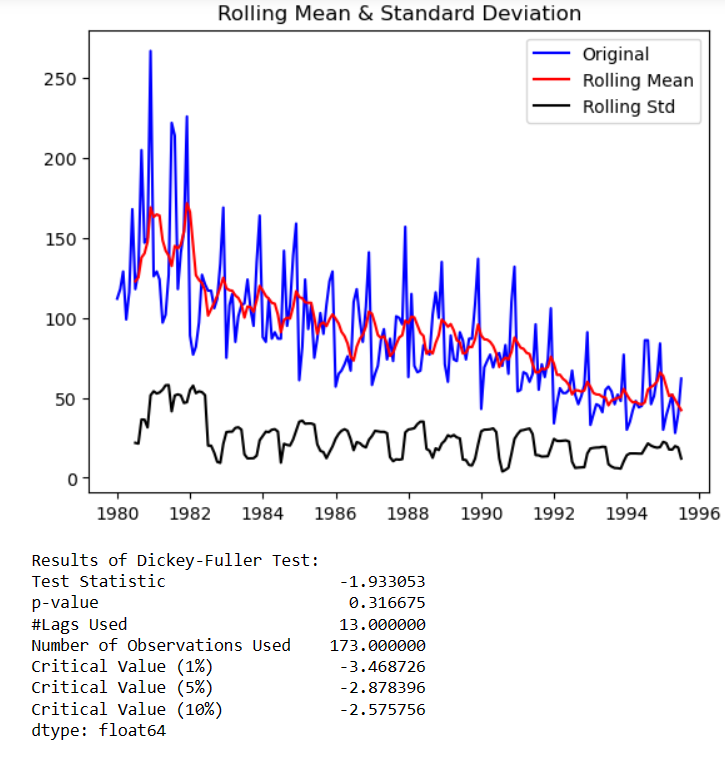 Rolling Mean & Standard Deviation
Original
Rolling Mean
Rolling Std
250
200
150
100
50
0
1980 1982 1984 1986 1988 1990 1992 1994 1996
Results of Dickey-Fuller Test:
Test Statistic -1.933053
p-value 0.316675
#Lags Used 13.000000
Number of Observations Used 173.000000
Critical Value (1%) -3.468726
Critical Value (5%) -2.878396
Critical Value (10%) -2.575756
dtype: float64